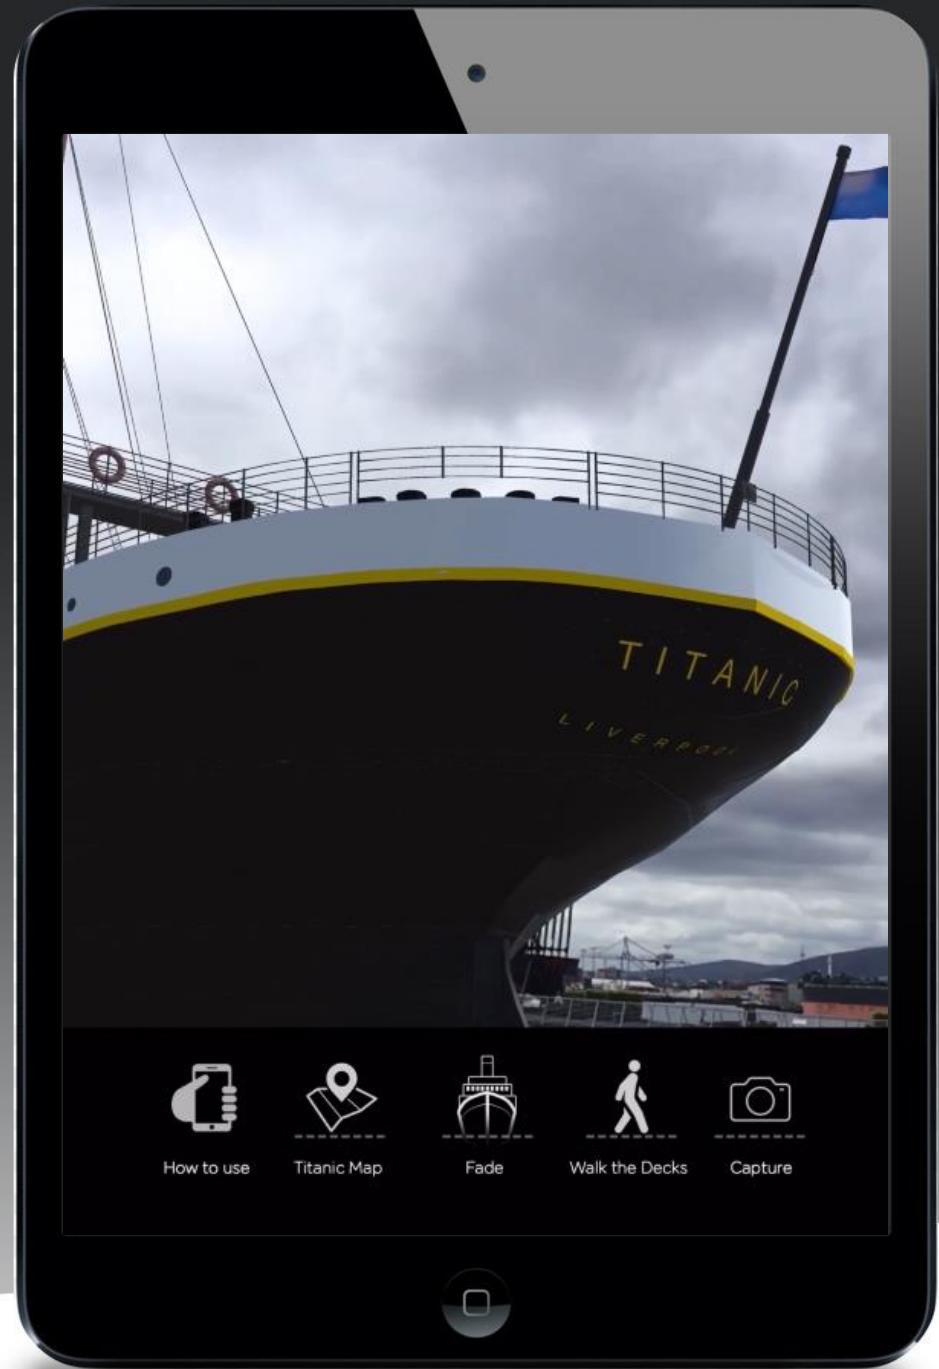 TITANIC
LIVERPOOL
How to use
Titanic Map
Fade
Walk the Decks
Capture